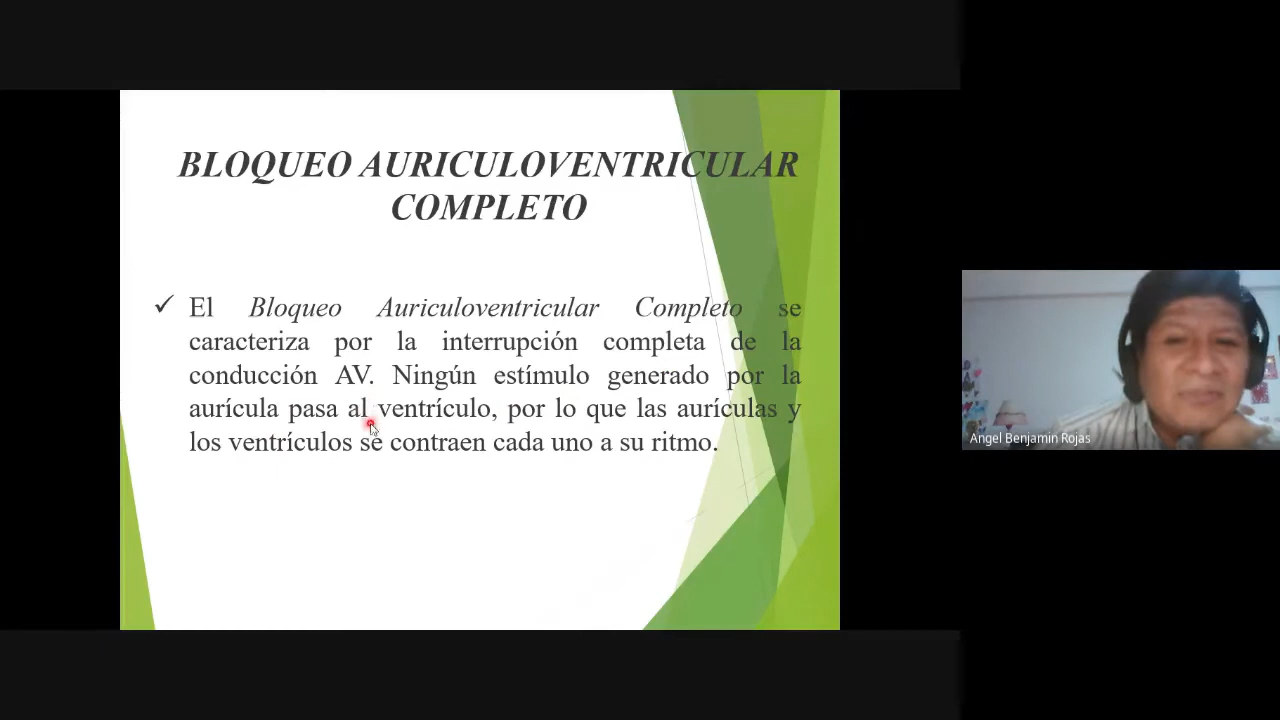 BLOQUEO AURICULOVENTRICULAR
COMPLETO
✓ El Bloqueo Auriculoventricular Completo se
caracteriza por la interrupción completa de la
conducción AV. Ningún estímulo generado por la
aurícula pasa al ventrículo, por lo que las aurículas y
los ventrículos se contraen cada uno a su ritmo.
Angel Benjamin Rojas